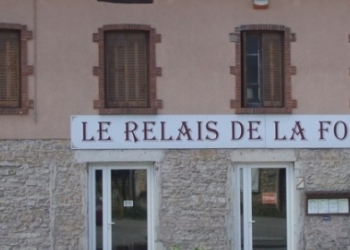 LE RELAIS DE LA FO